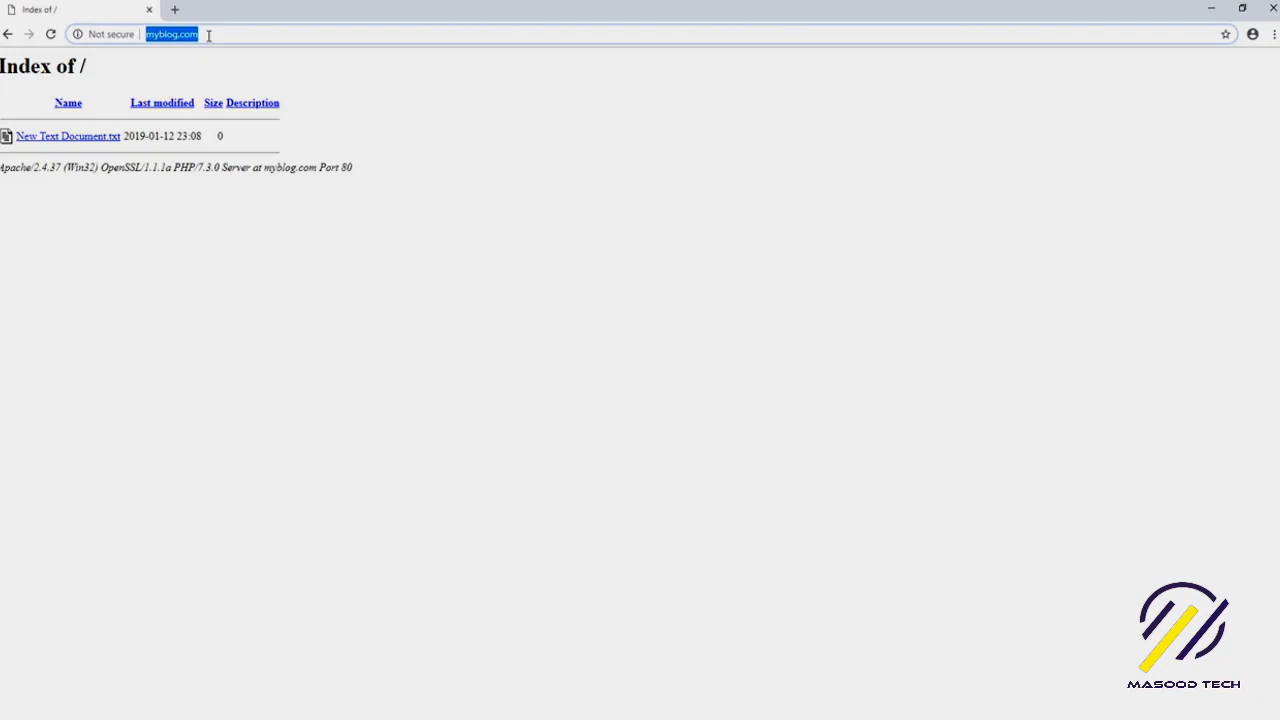 Index of /
Not secure
myblog.com
Index of /
Name Last modified Size Description
New Text Document.txt 2019-01-12 23:08 0
Apache/2.4.37 (Win32) OpenSSL/1.1.1a PHP/7.3.0 Server at myblog.com Port 80
MASOOD TECH